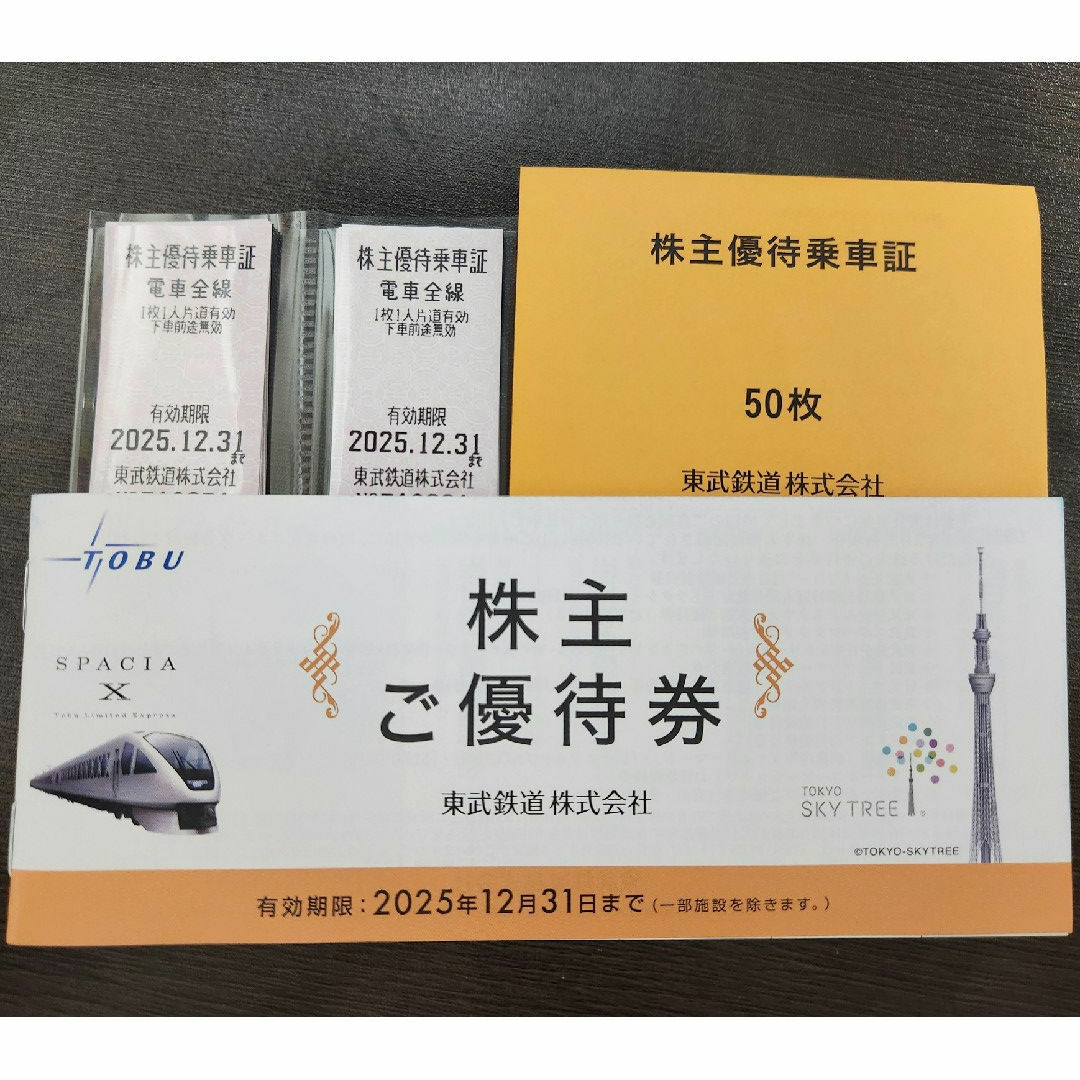 株主優待乗車証
電車全線
1枚1人片道有効
下車前途無効
有効期限
2025.12.31
まで
東武鉄道株式会社
株主優待乗車証
電車全線
1枚1人片道有効
下車前途無効
有効期限
2025.12.31
まで
東武鉄道株式会社
株主優待乗車証
50枚
東武鉄道株式会社
TOBU
SPACIA
X
Tobu Limited Express
株主
ご優待券
東武鉄道株式会社
TOKYO
SKYTREE®
©TOKYO-SKYTREE
有効期限:2025年12月31日まで(一部施設を除きます。)